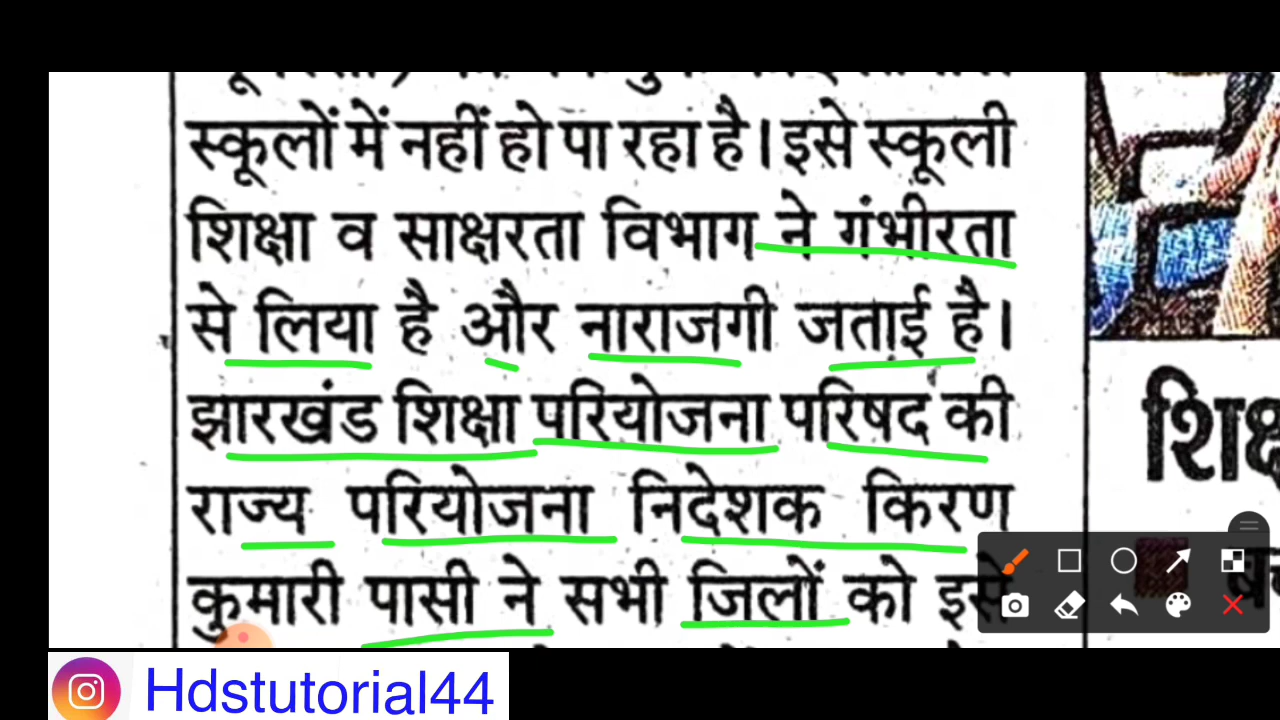 स्कूलों में नहीं हो पा रहा है। इसे स्कूली
शिक्षा व साक्षरता विभाग ने गंभीरता
से लिया है और नाराजगी जताई है।
झारखंड शिक्षा परियोजना परिषद की
राज्य परियोजना निदेशक किरण
कुमारी पासी ने सभी जिलों को इसे
Hdstutorial44